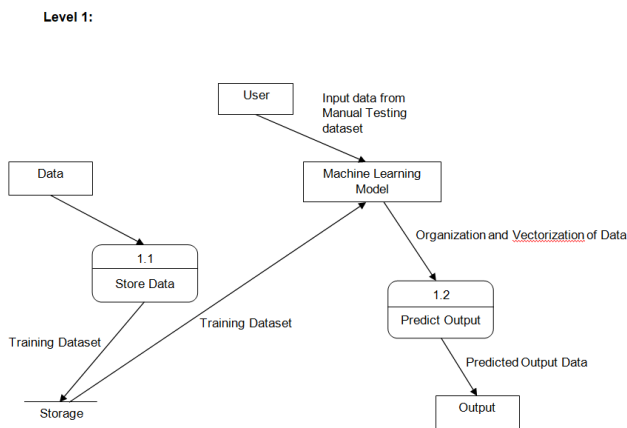 Level 1:
User
Input data from
Manual Testing
dataset
Data
Machine Learning
Model
Organization and Vectorization of Data
1.1
Store Data
1.2
Predict Output
Training Dataset
Training Dataset
Predicted Output Data
Storage
Output